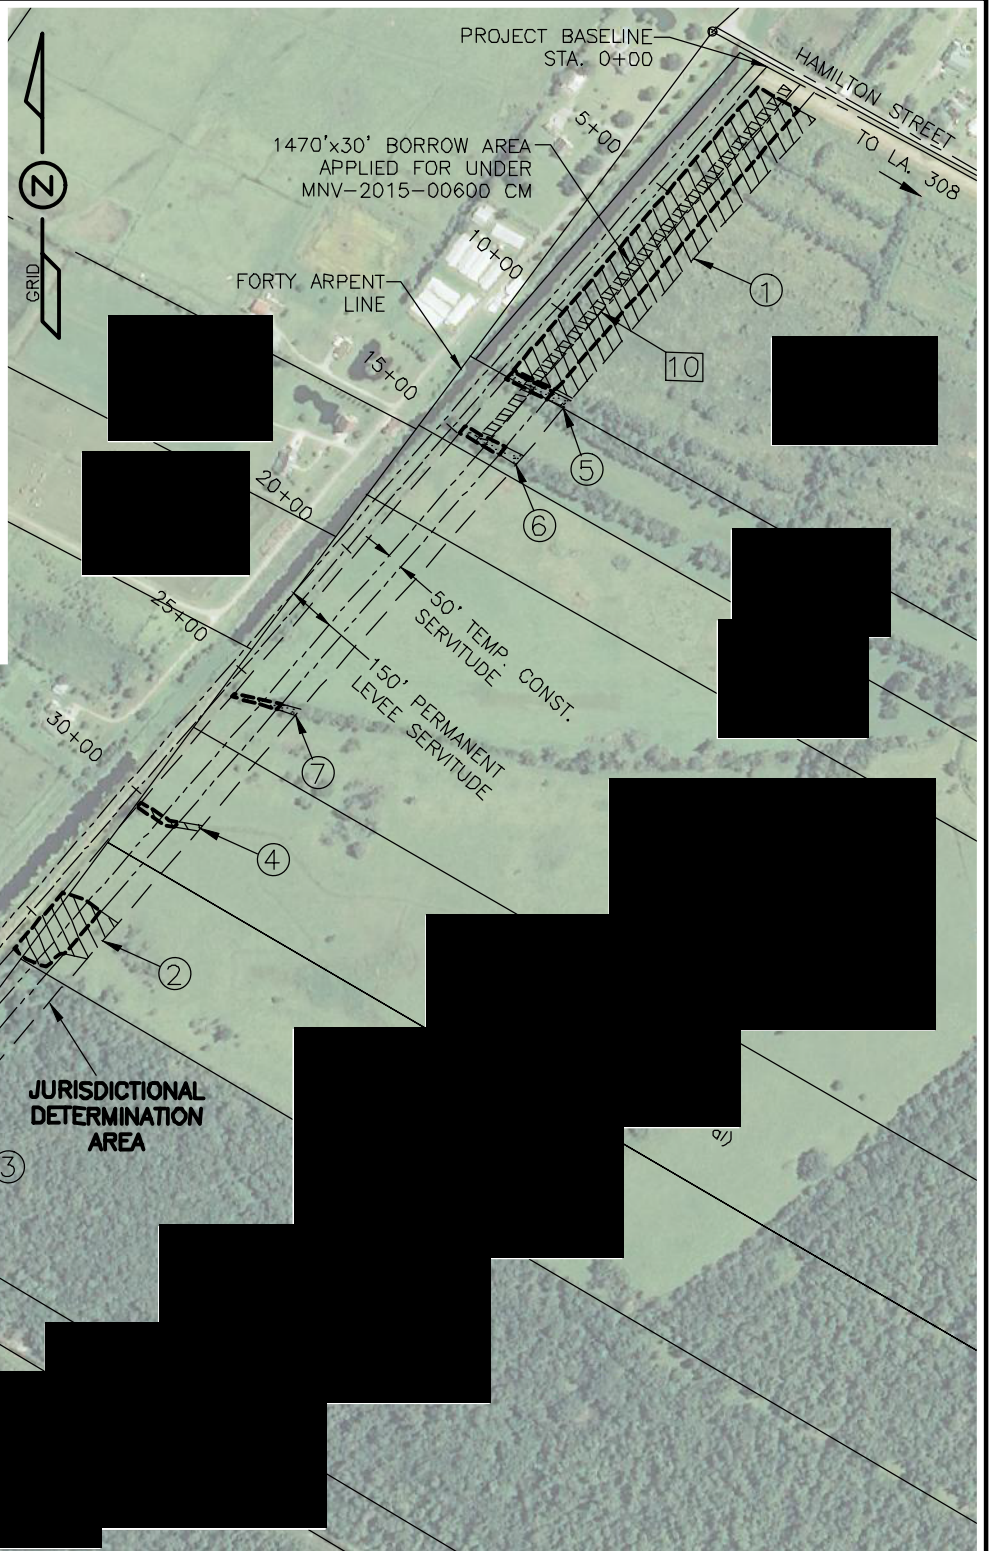 PROJECT BASELINE
STA. 0+00
HAMILTON STREET
TO LA. 308
N
GRID
5+00
1470'x30' BORROW AREA
APPLIED FOR UNDER
MNV-2015-00600 CM
10+00
FORTY ARPENT
LINE
1
10
15+00
5
6
20+00
50' TEMP. CONST.
SERVITUDE
25+00
150' PERMANENT
LEVEE SERVITUDE
30+00
7
4
2
JURISDICTIONAL
DETERMINATION
AREA
3
al)